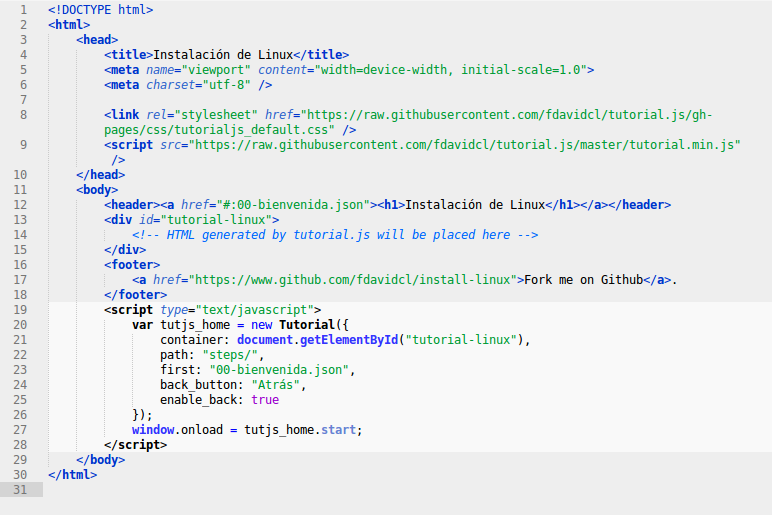 1 <!DOCTYPE html>
2 <html>
3 <head>
4 <title>Instalación de Linux</title>
5 <meta name="viewport" content="width=device-width, initial-scale=1.0">
6 <meta charset="utf-8" />
7
8 <link rel="stylesheet" href="https://raw.githubusercontent.com/fdavidcl/tutorial.js/gh-
pages/css/tutorialjs_default.css" />
9 <script src="https://raw.githubusercontent.com/fdavidcl/tutorial.js/master/tutorial.min.js"
/>
10 </head>
11 <body>
12 <header><a href="#:00-bienvenida.json"><h1>Instalación de Linux</h1></a></header>
13 <div id="tutorial-linux">
14 <!-- HTML generated by tutorial.js will be placed here -->
15 </div>
16 <footer>
17 <a href="https://www.github.com/fdavidcl/install-linux">Fork me on Github</a>.
18 </footer>
19 <script type="text/javascript">
20 var tutjs_home = new Tutorial({
21 container: document.getElementById("tutorial-linux"),
22 path: "steps/",
23 first: "00-bienvenida.json",
24 back_button: "Atrás",
25 enable_back: true
26 });
27 window.onload = tutjs_home.start;
28 </script>
29 </body>
30 </html>
31